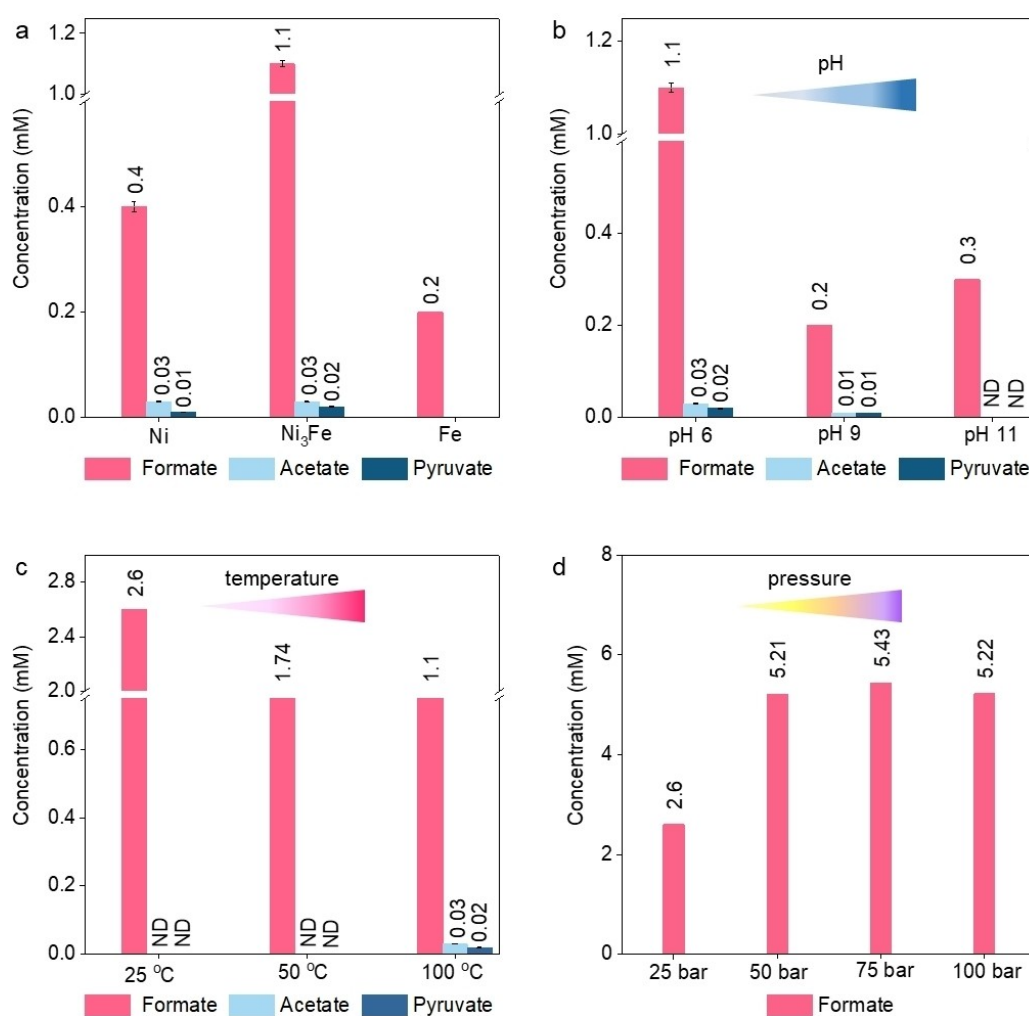 a
Concentration (mM)
1.2
1.0
0.4
0.2
0.0
0.4
0.03
0.01
1.1
0.03
0.02
0.2
Ni
Ni₃Fe
Fe
Formate Acetate Pyruvate
b
Concentration (mM)
1.2
1.0
0.4
0.2
0.0
pH
1.1
0.03
0.02
0.2
0.01
0.01
0.3
ND
ND
pH 6
pH 9
pH 11
Formate Acetate Pyruvate
c
Concentration (mM)
2.8
2.4
2.0
0.6
0.4
0.2
0.0
temperature
2.6
ND
ND
1.74
ND
ND
1.1
0.03
0.02
25 °C
50 °C
100 °C
Formate Acetate Pyruvate
d
Concentration (mM)
8
6
4
2
0
pressure
2.6
5.21
5.43
5.22
25 bar
50 bar
75 bar
100 bar
Formate